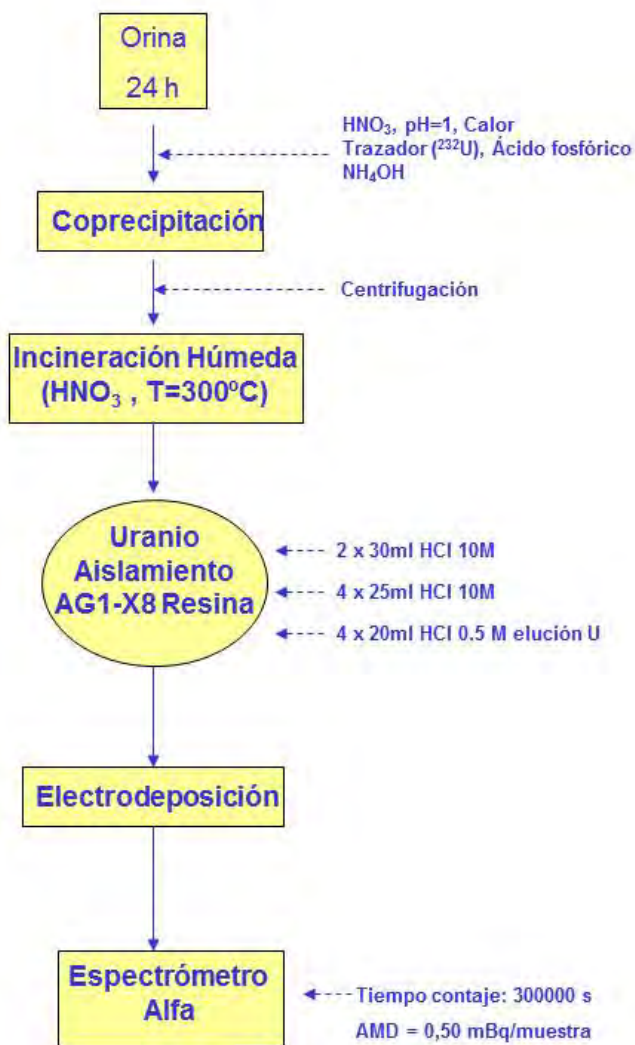 Orina
24 h
HNO₃, pH=1, Calor
Trazador (²³²U), Ácido fosfórico
NH₄OH
Coprecipitación
Centrifugación
Incineración Húmeda
(HNO₃ , T=300ºC)
Uranio
Aislamiento
AG1-X8 Resina
2 x 30ml HCl 10M
4 x 25ml HCl 10M
4 x 20ml HCl 0.5 M elución U
Electrodeposición
Espectrómetro
Alfa
Tiempo contaje: 300000 s
AMD = 0,50 mBq/muestra